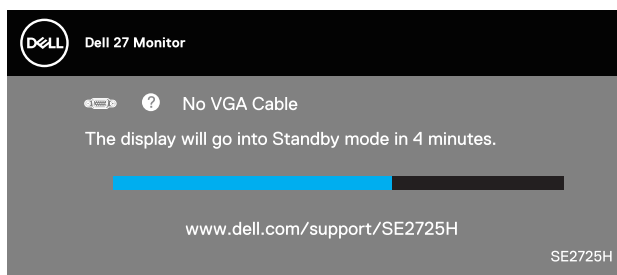 DELL
Dell 27 Monitor
? No VGA Cable
The display will go into Standby mode in 4 minutes.
www.dell.com/support/SE2725H
SE2725H